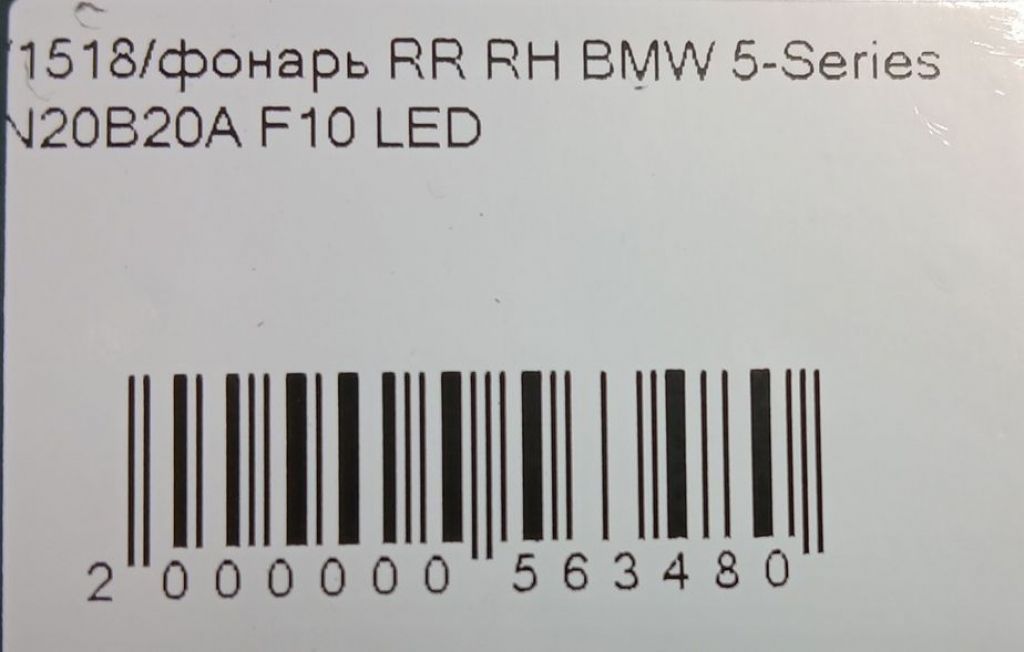 1518/фонарь RR RH BMW 5-Series
N20B20A F10 LED
2 000000 563480